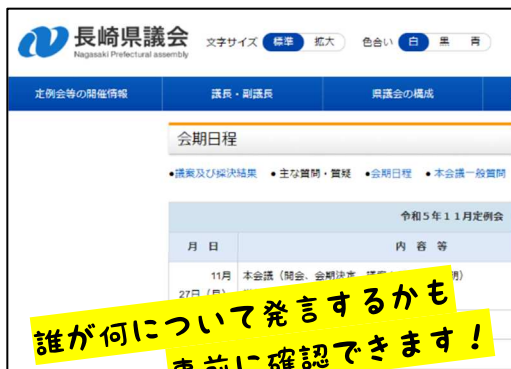 長崎県議会
Nagasaki Prefectural assembly
文字サイズ 標準 拡大 色合い 白 黒 青
定例会等の開催情報 議長・副議長 県議会の構成
会期日程
●議案及び採決結果 ●主な質問・質疑 ●会期日程 ●本会議一般質問
令和5年11月定例会
月 日 内 容 等
11月 本会議（開会、会期決定、
27日（月）
誰が何について発言するかも
事前に確認できます！